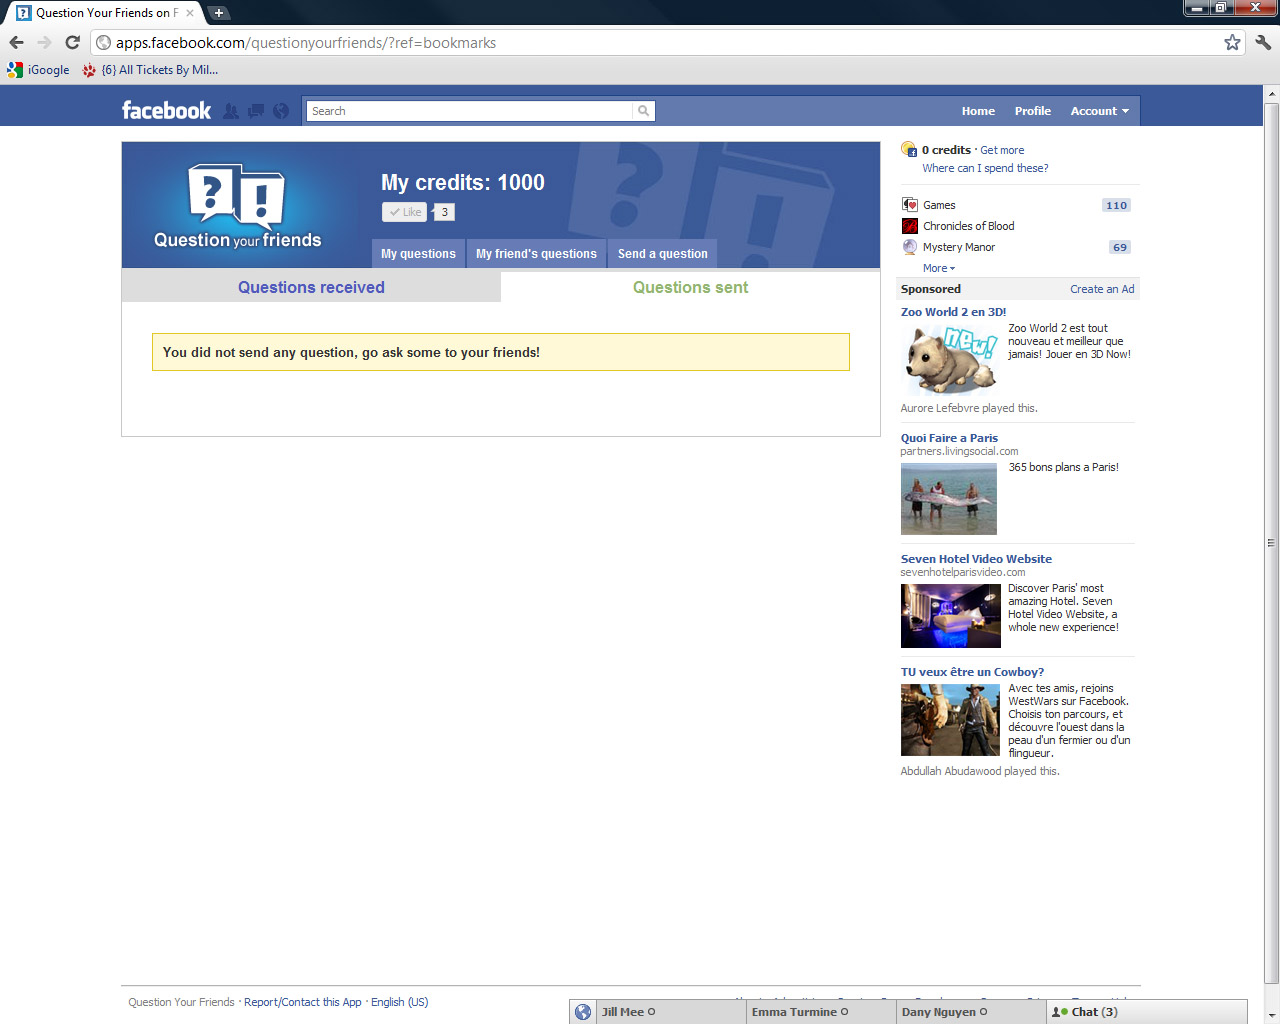 Question Your Friends on F
apps.facebook.com/questionyourfriends/?ref=bookmarks
iGoogle
{6} All Tickets By Mil...
facebook
Search
Home
Profile
Account
Question your friends
My credits: 1000
Like
3
My questions
My friend's questions
Send a question
Questions received
Questions sent
You did not send any question, go ask some to your friends!
0 credits · Get more
Where can I spend these?
Games
110
Chronicles of Blood
Mystery Manor
69
More
Sponsored
Create an Ad
Zoo World 2 en 3D!
new!
Zoo World 2 est tout
nouveau et meilleur que
jamais! Jouer en 3D Now!
Aurore Lefebvre played this.
Quoi Faire a Paris
partners.livingsocial.com
365 bons plans a Paris!
Seven Hotel Video Website
sevenhotelparisvideo.com
Discover Paris' most
amazing Hotel. Seven
Hotel Video Website, a
whole new experience!
TU veux être un Cowboy?
Avec tes amis, rejoins
WestWars sur Facebook.
Choisis ton parcours, et
découvre l'ouest dans la
peau d'un fermier ou d'un
flingueur.
Abdullah Abudawood played this.
Question Your Friends · Report/Contact this App · English (US)
Jill Mee
Emma Turmine
Dany Nguyen
Chat (3)